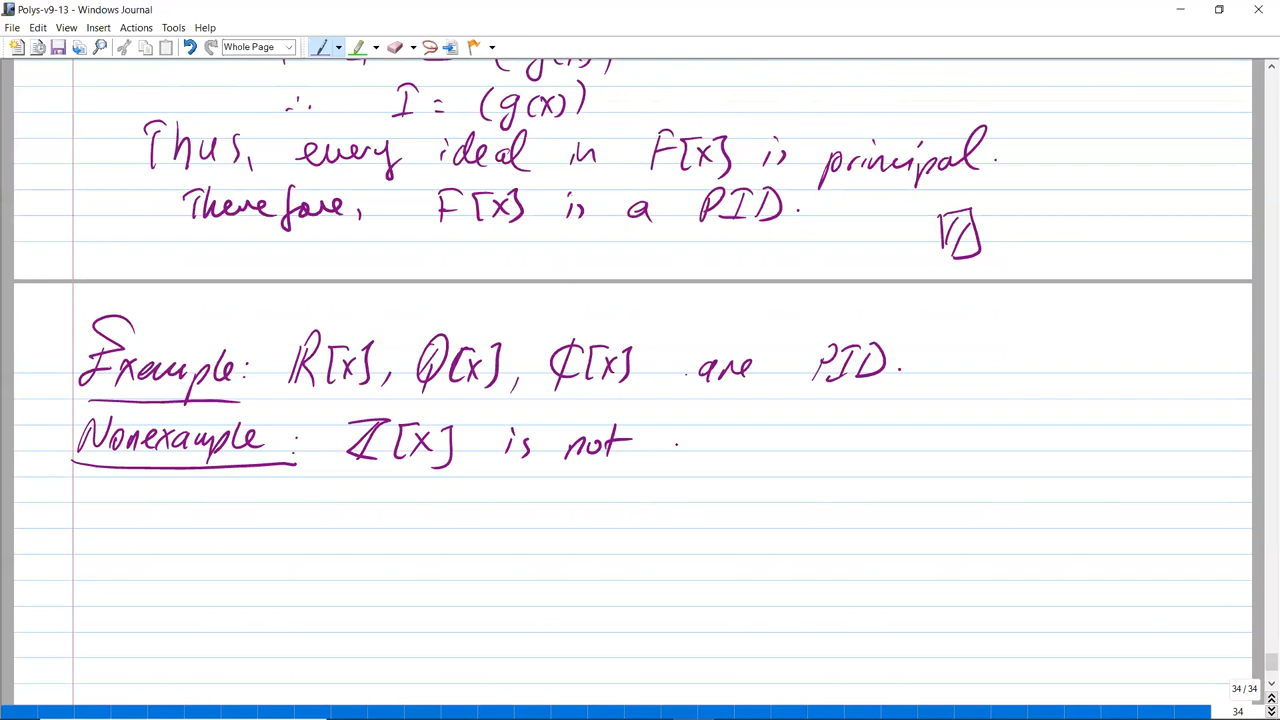 Polys-v9-13 - Windows Journal
File Edit View Insert Actions Tools Help
Whole Page
∴ I = (g(x))
Thus, every ideal in F[x] is principal.
Therefore, F[x] is a PID.
Example: ℝ[x], ℚ[x], ℂ[x] are PID.
Nonexample: ℤ[x] is not
34 / 34
34